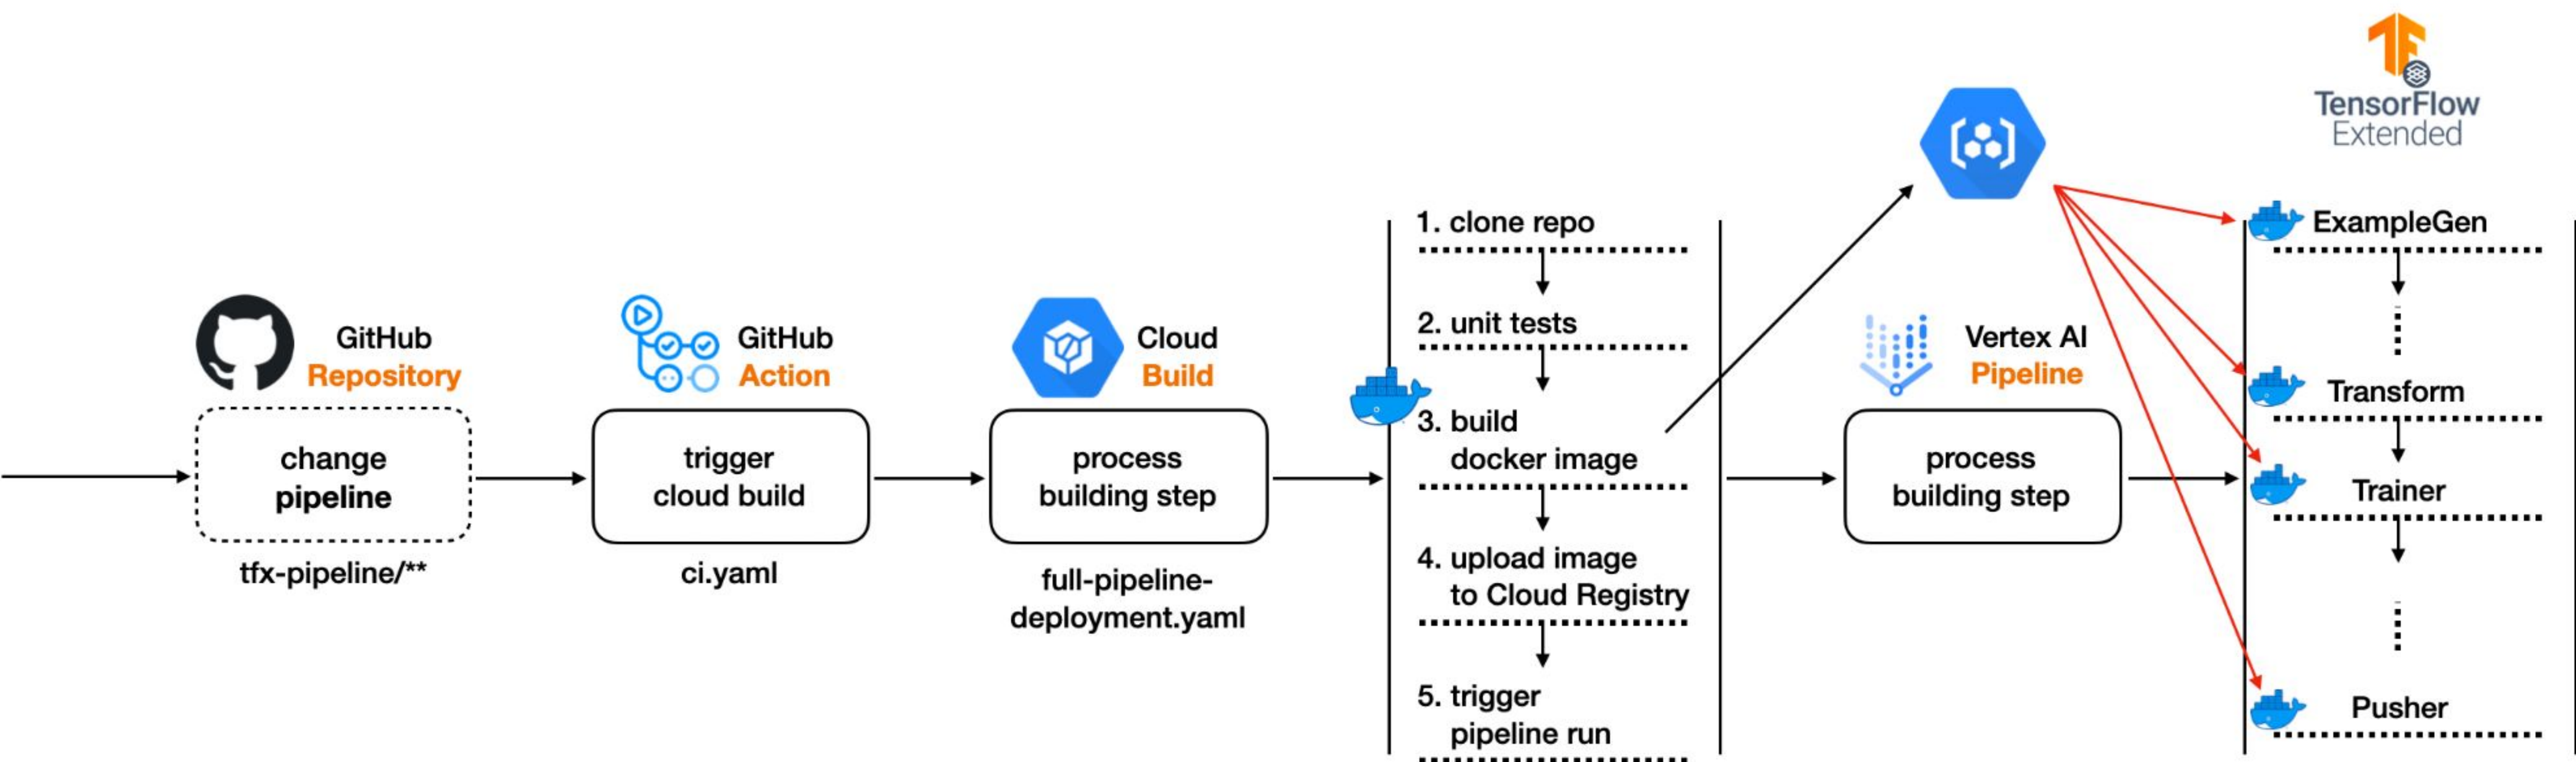 GitHub
Repository
change
pipeline
tfx-pipeline/**
GitHub
Action
trigger
cloud build
ci.yaml
Cloud
Build
process
building step
full-pipeline-
deployment.yaml
1. clone repo
2. unit tests
3. build
docker image
4. upload image
to Cloud Registry
5. trigger
pipeline run
Vertex AI
Pipeline
process
building step
TensorFlow
Extended
ExampleGen
Transform
Trainer
Pusher